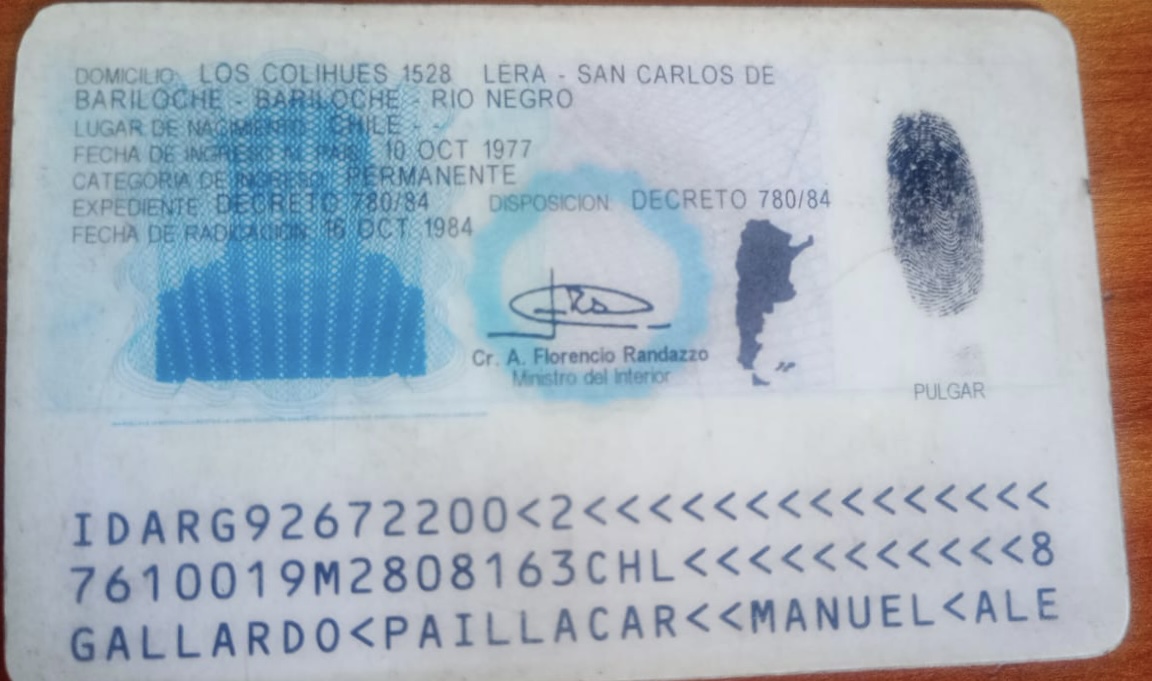 DOMICILIO: LOS COLIHUES 1528 LERA - SAN CARLOS DE
BARILOCHE - BARILOCHE - RIO NEGRO
LUGAR DE NACIMIENTO: CHILE - -
FECHA DE INGRESO AL PAIS: 10 OCT 1977
CATEGORIA DE INGRESO: PERMANENTE
EXPEDIENTE: DECRETO 780/84 DISPOSICION: DECRETO 780/84
FECHA DE RADICACION: 16 OCT 1984
Cr. A. Florencio Randazzo
Ministro del Interior
PULGAR
IDARG92672200<2<<<<<<<<<<<<<<<
7610019M2808163CHL<<<<<<<<<<<8
GALLARDO<PAILLACAR<<MANUEL<ALE